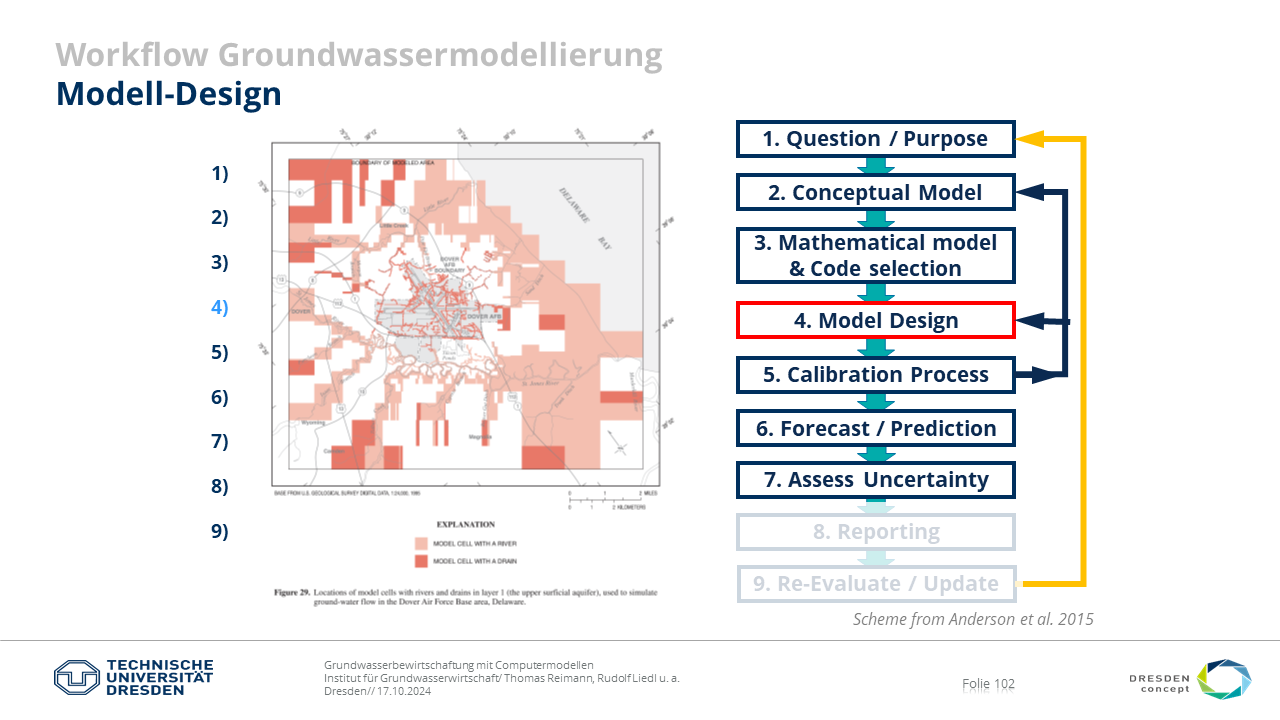 Workflow Groundwassermodellierung
Modell-Design
1)
2)
3)
4)
5)
6)
7)
8)
9)
BOUNDARY OF MODELED AREA
DELAWARE
BAY
Little River
Little Creek
DOVER
AFB
BOUNDARY
DOVER
DOVER AFB
St. Jones River
Wyoming
Magnolia
BASE FROM U.S. GEOLOGICAL SURVEY DIGITAL DATA, 1:24,000, 1995
0 1 2 MILES
0 1 2 KILOMETERS
EXPLANATION
MODEL CELL WITH A RIVER
MODEL CELL WITH A DRAIN
Figure 29. Locations of model cells with rivers and drains in layer 1 (the upper surficial aquifer), used to simulate
ground-water flow in the Dover Air Force Base area, Delaware.
1. Question / Purpose
2. Conceptual Model
3. Mathematical model
& Code selection
4. Model Design
5. Calibration Process
6. Forecast / Prediction
7. Assess Uncertainty
8. Reporting
9. Re-Evaluate / Update
Scheme from Anderson et al. 2015
TECHNISCHE
UNIVERSITÄT
DRESDEN
Grundwasserbewirtschaftung mit Computermodellen
Institut für Grundwasserwirtschaft/ Thomas Reimann, Rudolf Liedl u. a.
Dresden// 17.10.2024
Folie 102
DRESDEN
concept